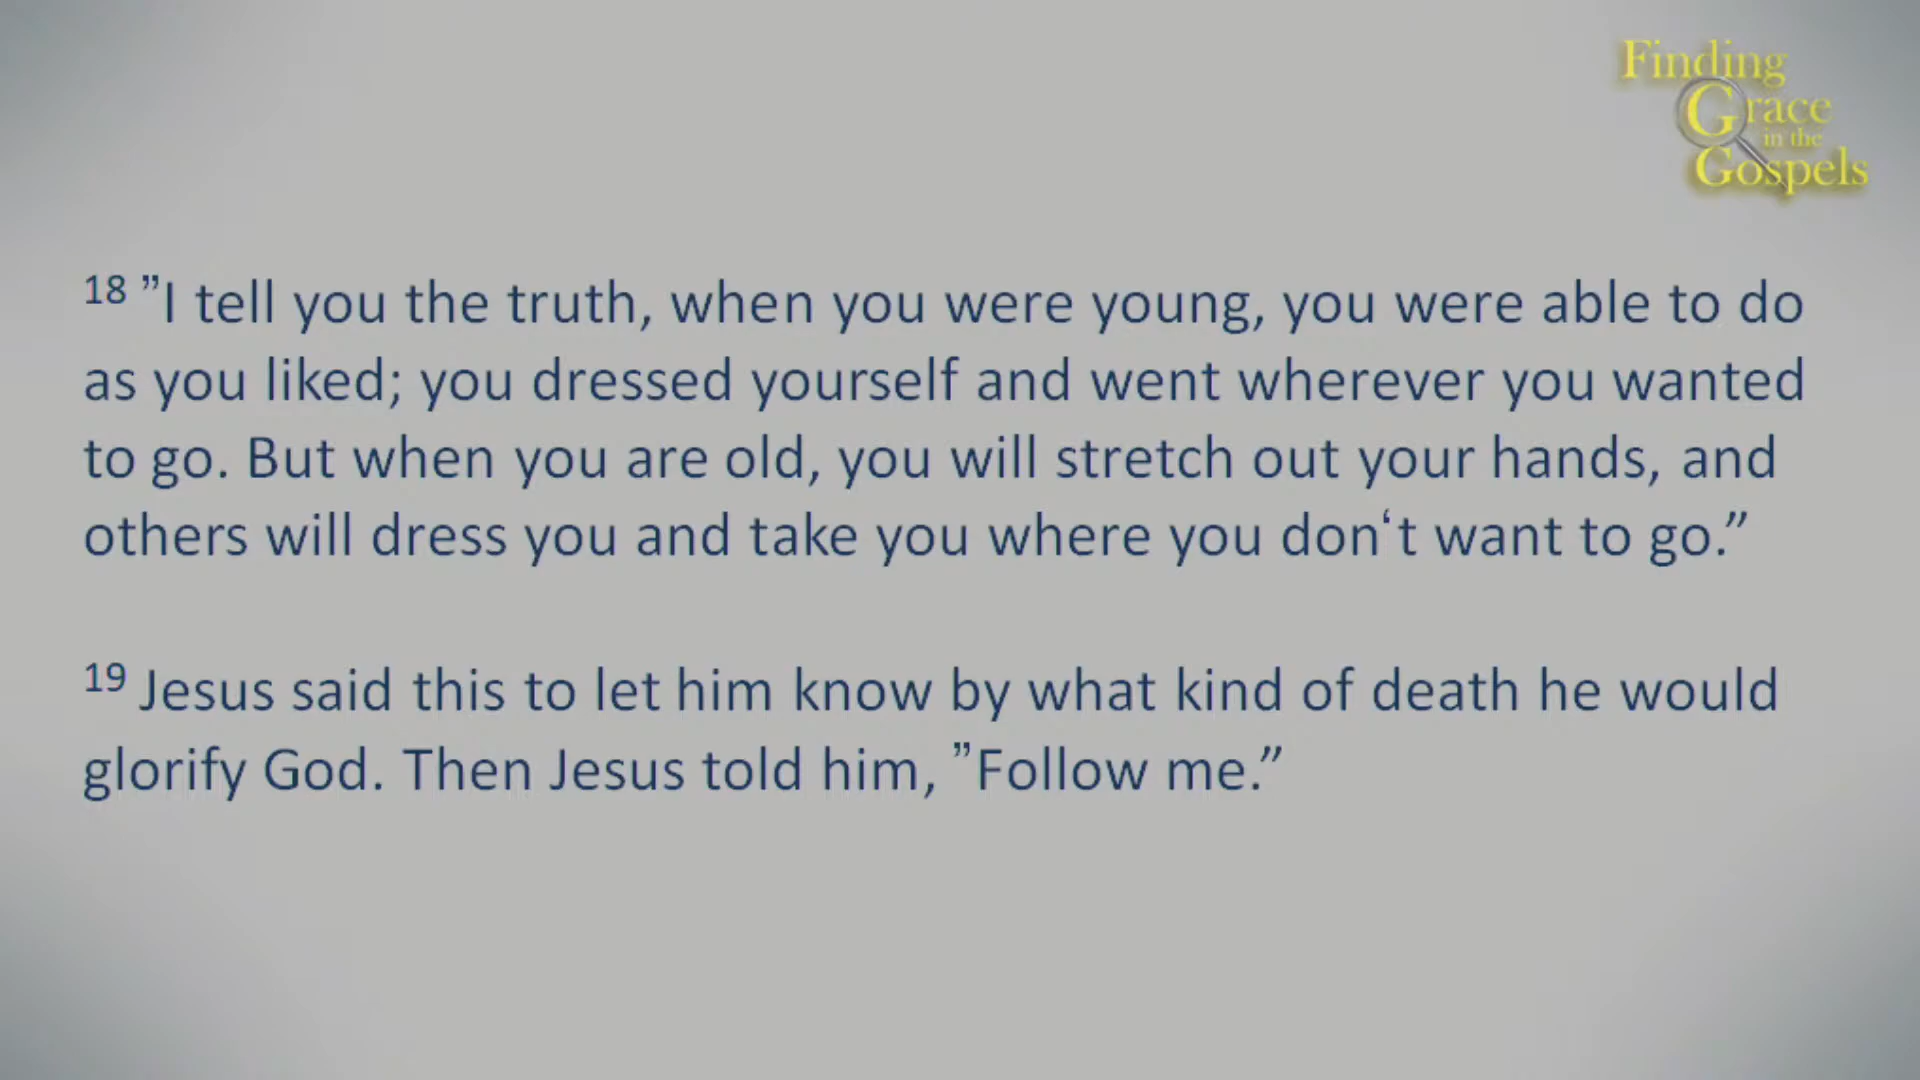 Finding
Grace
in the
Gospels
18 ”I tell you the truth, when you were young, you were able to do
as you liked; you dressed yourself and went wherever you wanted
to go. But when you are old, you will stretch out your hands, and
others will dress you and take you where you don‘t want to go.”
19 Jesus said this to let him know by what kind of death he would
glorify God. Then Jesus told him, ”Follow me.”